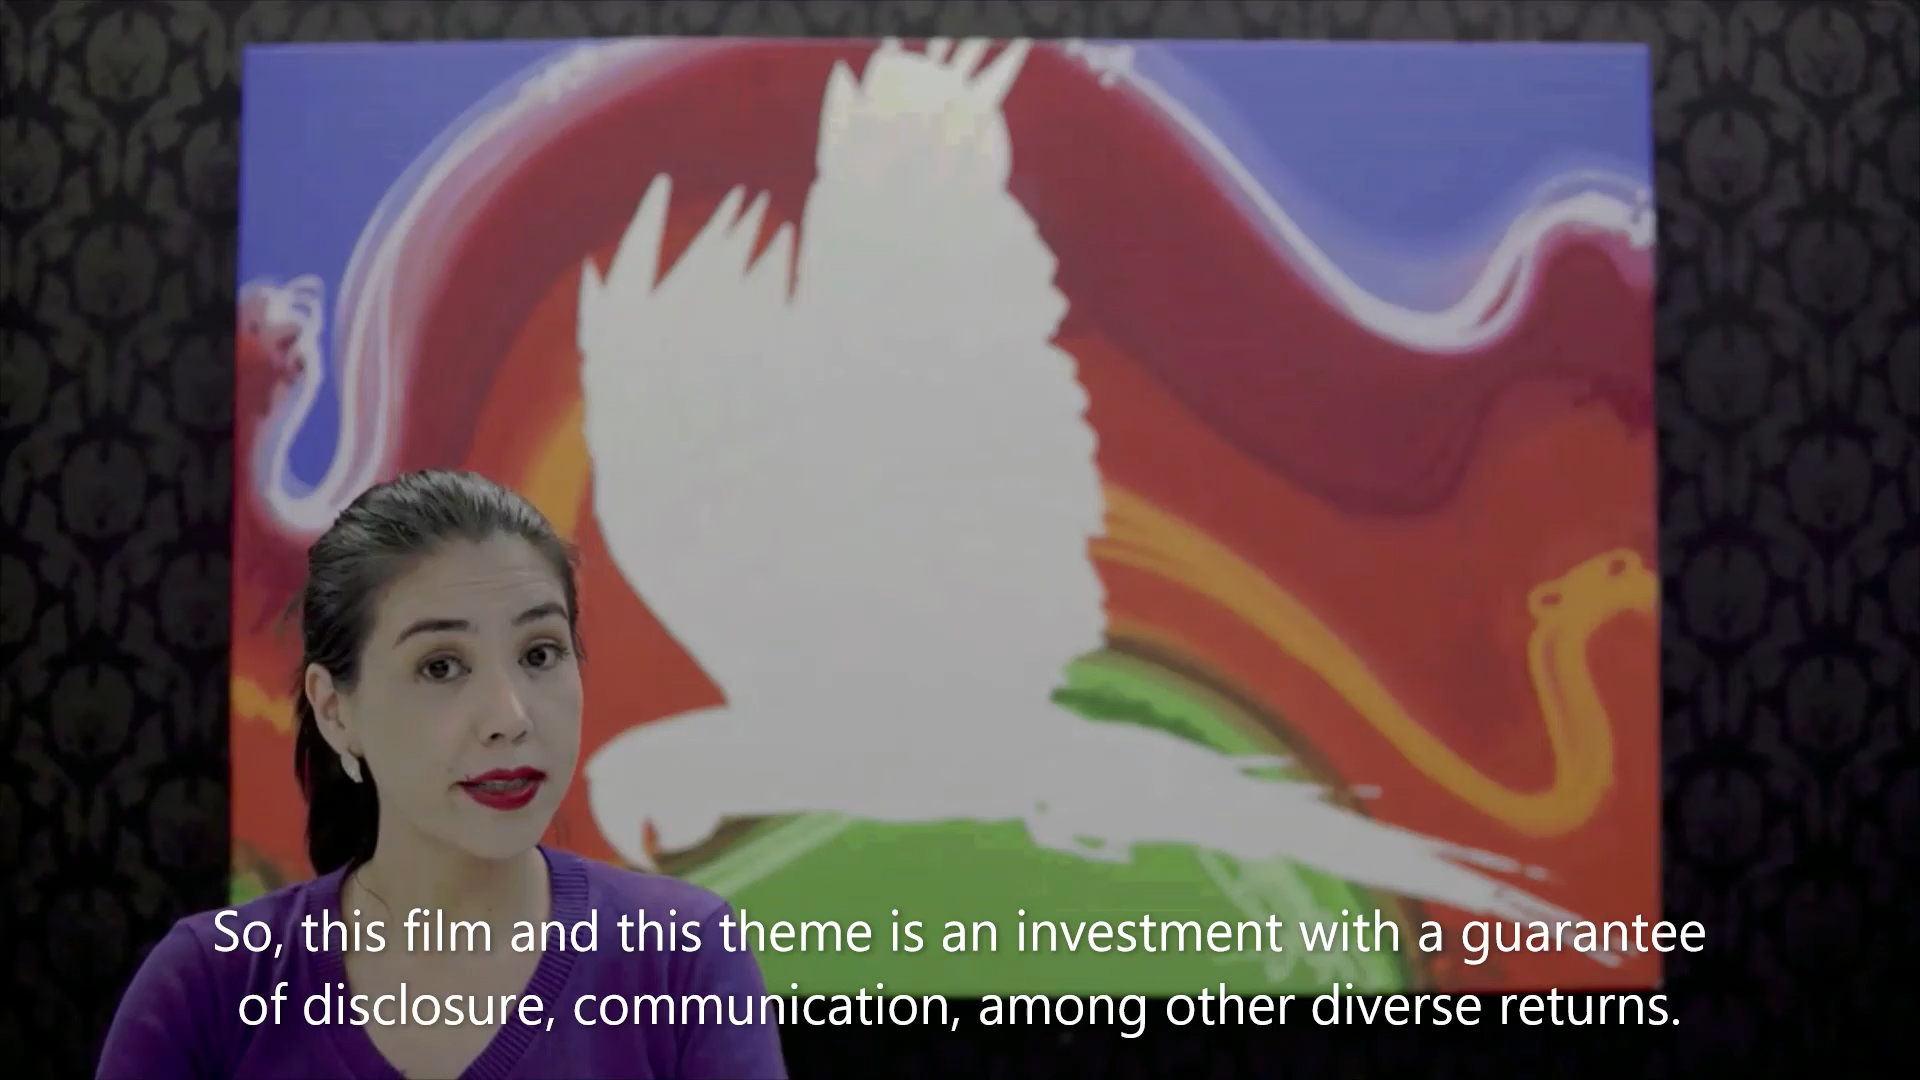 So, this film and this theme is an investment with a guarantee
of disclosure, communication, among other diverse returns.